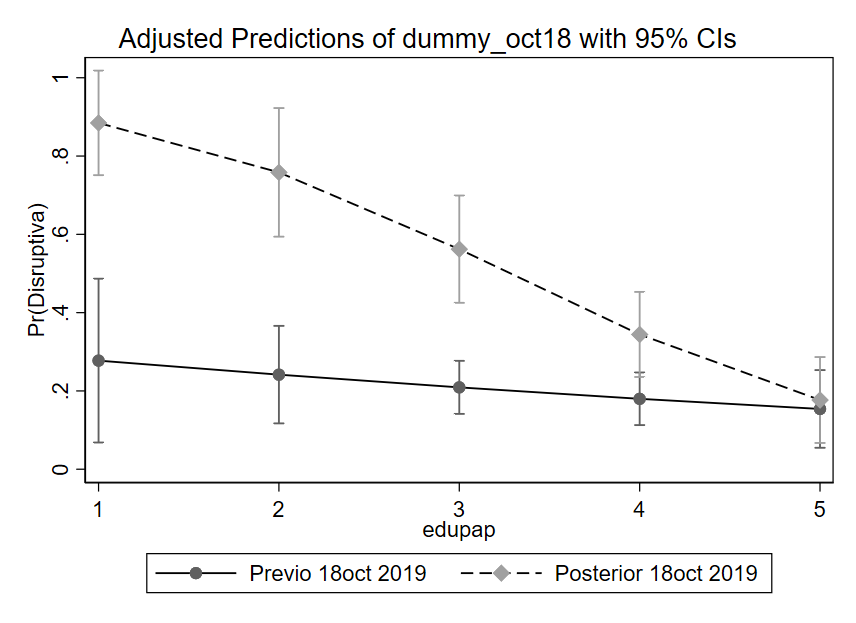 Adjusted Predictions of dummy_oct18 with 95% CIs
Pr(Disruptiva)
1
.8
.6
.4
.2
0
1 2 3 4 5
edupap
Previo 18oct 2019 Posterior 18oct 2019